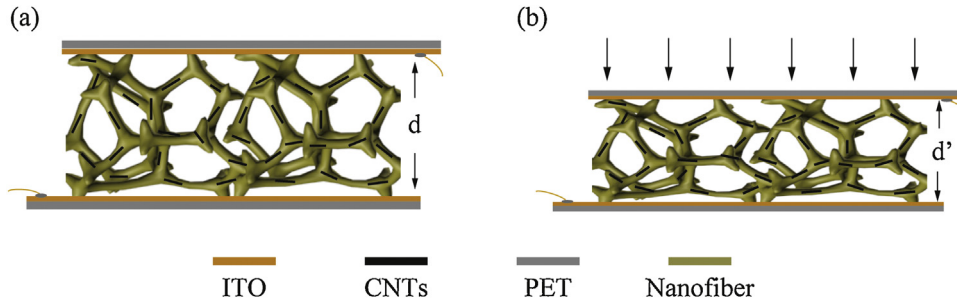 (a)
(b)
d
d’
ITO
CNTs
PET
Nanofiber